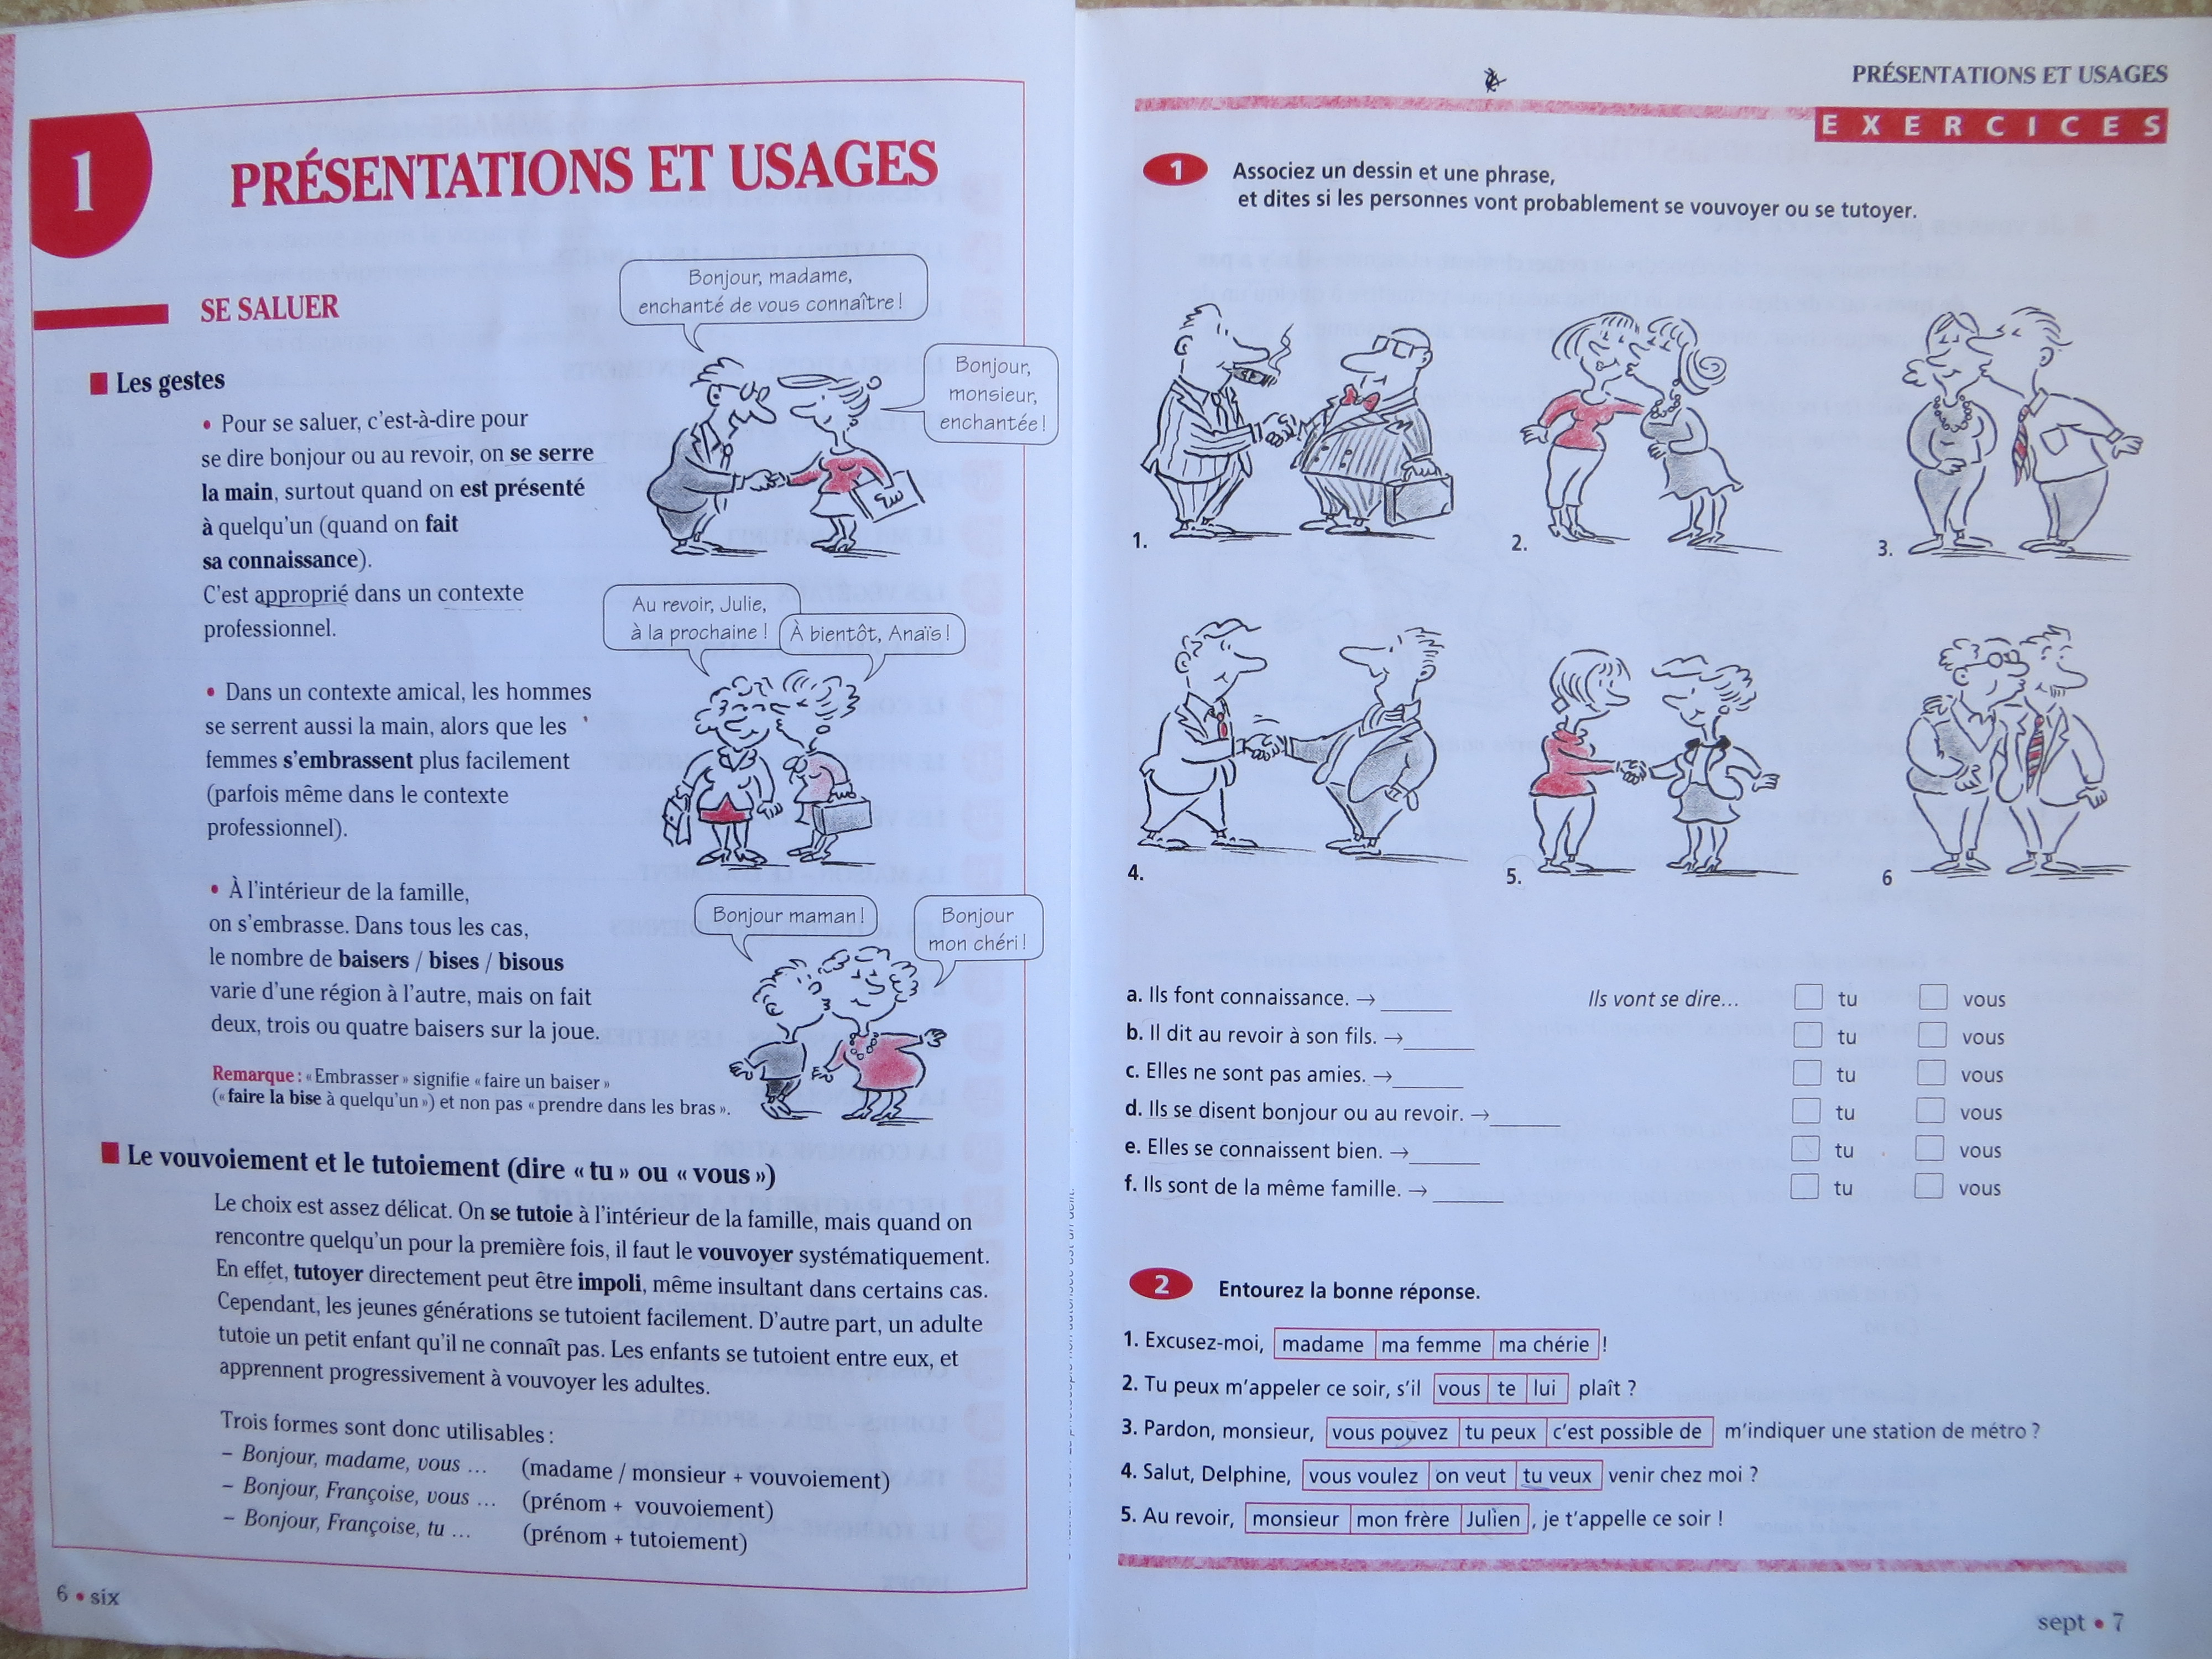 1
PRÉSENTATIONS ET USAGES
SE SALUER
Les gestes
• Pour se saluer, c'est-à-dire pour
se dire bonjour ou au revoir, on se serre
la main, surtout quand on est présenté
à quelqu'un (quand on fait
sa connaissance).
C'est approprié dans un contexte
professionnel.
Bonjour, madame,
enchanté de vous connaître !
Bonjour,
monsieur,
enchantée !
• Dans un contexte amical, les hommes
se serrent aussi la main, alors que les
femmes s'embrassent plus facilement
(parfois même dans le contexte
professionnel).
Au revoir, Julie,
à la prochaine !
À bientôt, Anaïs !
• À l'intérieur de la famille,
on s'embrasse. Dans tous les cas,
le nombre de baisers / bises / bisous
varie d'une région à l'autre, mais on fait
deux, trois ou quatre baisers sur la joue.
Bonjour maman !
Bonjour
mon chéri !
Remarque : « Embrasser » signifie « faire un baiser »
(« faire la bise à quelqu'un ») et non pas « prendre dans les bras ».
Le vouvoiement et le tutoiement (dire « tu » ou « vous »)
Le choix est assez délicat. On se tutoie à l'intérieur de la famille, mais quand on
rencontre quelqu'un pour la première fois, il faut le vouvoyer systématiquement.
En effet, tutoyer directement peut être impoli, même insultant dans certains cas.
Cependant, les jeunes générations se tutoient facilement. D'autre part, un adulte
tutoie un petit enfant qu'il ne connaît pas. Les enfants se tutoient entre eux, et
apprennent progressivement à vouvoyer les adultes.
Trois formes sont donc utilisables :
– Bonjour, madame, vous ... (madame / monsieur + vouvoiement)
– Bonjour, Françoise, vous ... (prénom + vouvoiement)
– Bonjour, Françoise, tu ... (prénom + tutoiement)
6 • six
PRÉSENTATIONS ET USAGES
EXERCICES
1 Associez un dessin et une phrase,
et dites si les personnes vont probablement se vouvoyer ou se tutoyer.
1. 2. 3.
4. 5. 6
a. Ils font connaissance. → _____ Ils vont se dire... tu vous
b. Il dit au revoir à son fils. → _____ tu vous
c. Elles ne sont pas amies. → _____ tu vous
d. Ils se disent bonjour ou au revoir. → _____ tu vous
e. Elles se connaissent bien. → _____ tu vous
f. Ils sont de la même famille. → _____ tu vous
2 Entourez la bonne réponse.
1. Excusez-moi, madame ma femme ma chérie !
2. Tu peux m'appeler ce soir, s'il vous te lui plaît ?
3. Pardon, monsieur, vous pouvez tu peux c'est possible de m'indiquer une station de métro ?
4. Salut, Delphine, vous voulez on veut tu veux venir chez moi ?
5. Au revoir, monsieur mon frère Julien , je t'appelle ce soir !
sept • 7